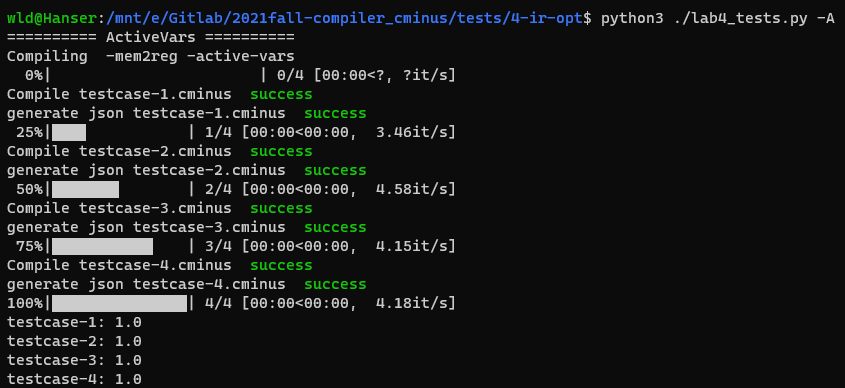 wld@Hanser:/mnt/e/Gitlab/2021fall-compiler_cminus/tests/4-ir-opt$ python3 ./lab4_tests.py -A
========== ActiveVars ==========
Compiling  -mem2reg -active-vars
  0%|                       | 0/4 [00:00<?, ?it/s]
Compile testcase-1.cminus  success
generate json testcase-1.cminus  success
 25%|███            | 1/4 [00:00<00:00,  3.46it/s]
Compile testcase-2.cminus  success
generate json testcase-2.cminus  success
 50%|███████        | 2/4 [00:00<00:00,  4.58it/s]
Compile testcase-3.cminus  success
generate json testcase-3.cminus  success
 75%|███████████    | 3/4 [00:00<00:00,  4.15it/s]
Compile testcase-4.cminus  success
generate json testcase-4.cminus  success
100%|███████████████| 4/4 [00:00<00:00,  4.18it/s]
testcase-1: 1.0
testcase-2: 1.0
testcase-3: 1.0
testcase-4: 1.0